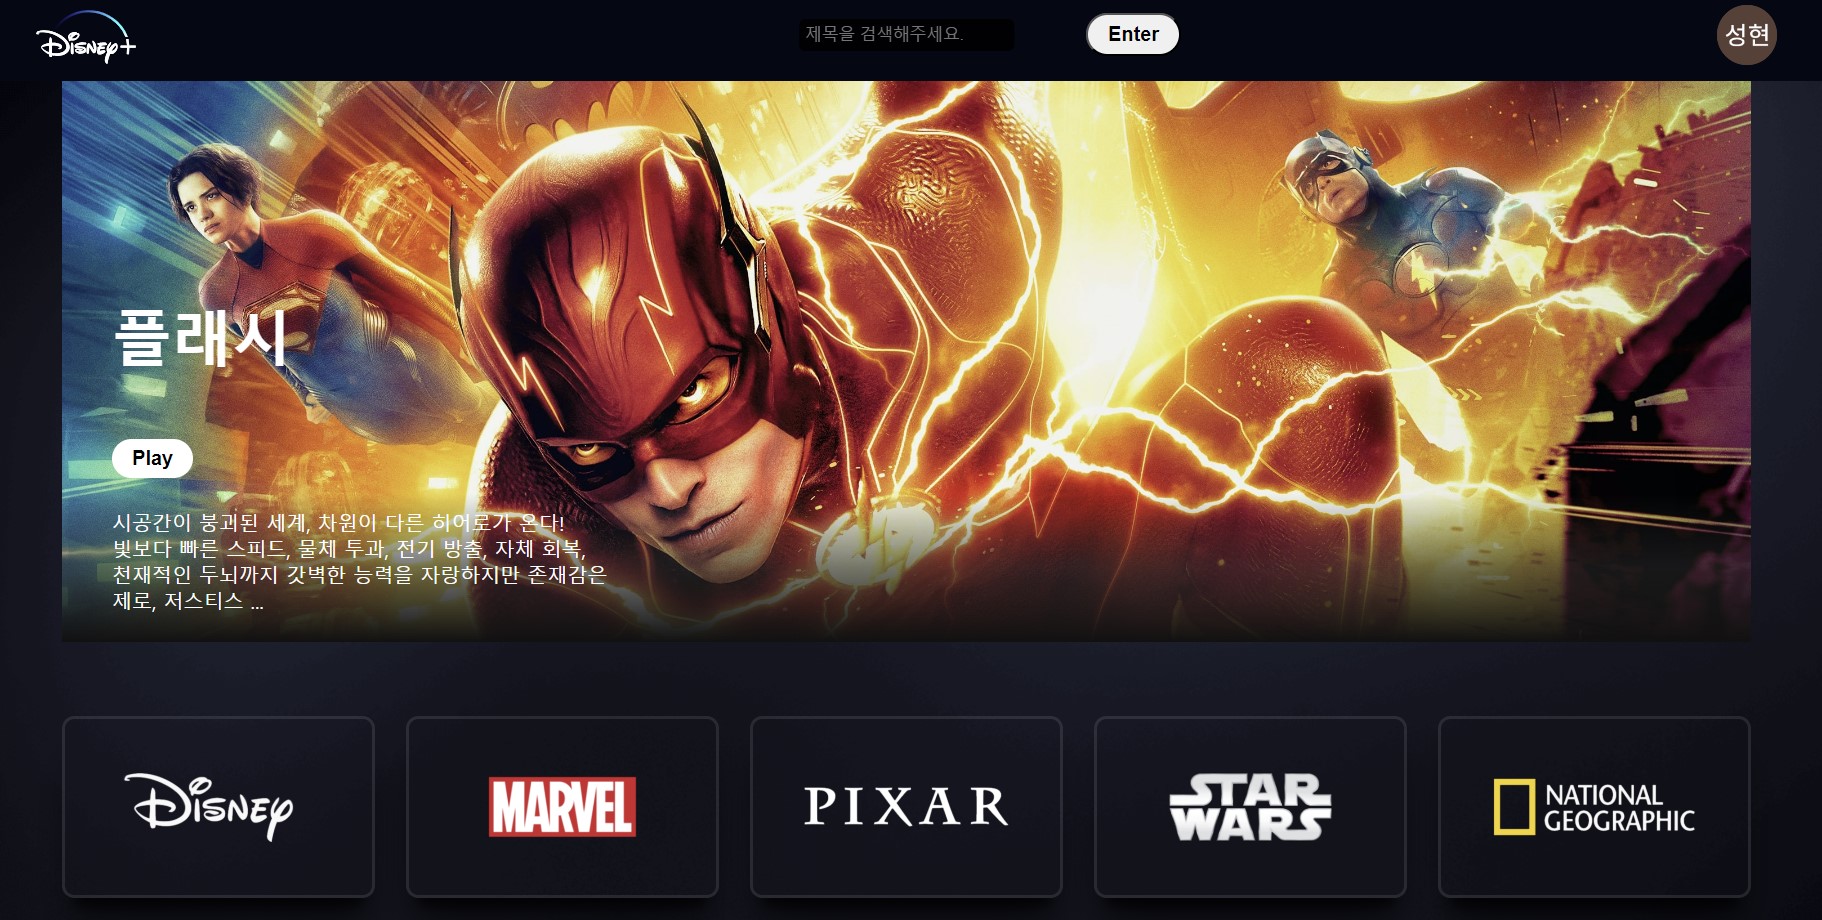 Disney+
제목을 검색해주세요.
Enter
성현
플래시
Play
시공간이 붕괴된 세계, 차원이 다른 히어로가 온다!
빛보다 빠른 스피드, 물체 투과, 전기 방출, 자체 회복,
천재적인 두뇌까지 갓벽한 능력을 자랑하지만 존재감은
제로, 저스티스 ...
Disney
MARVEL
PIXAR
STAR
WARS
NATIONAL
GEOGRAPHIC